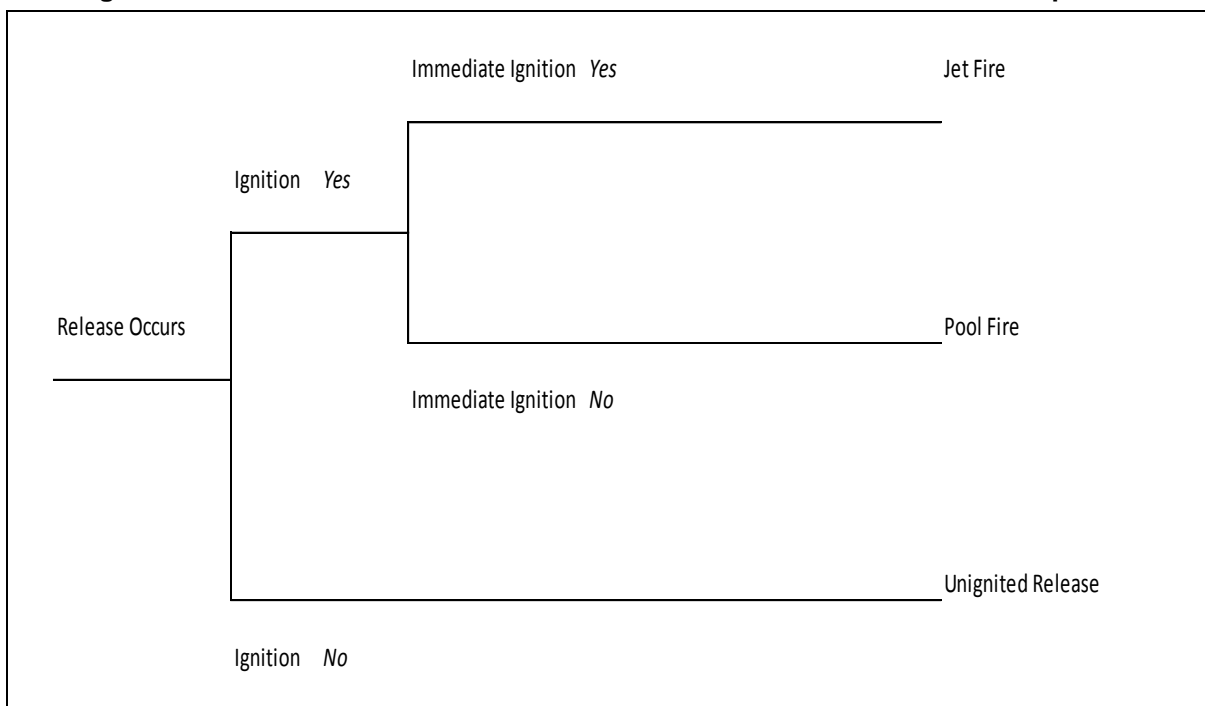 Immediate Ignition Yes Jet Fire
Ignition Yes
Release Occurs Pool Fire
Immediate Ignition No
Unignited Release
Ignition No